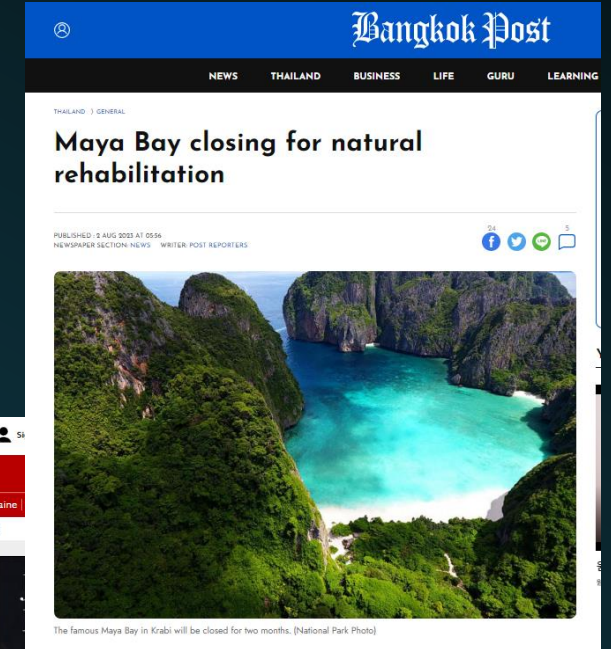 Bangkok Post
NEWS THAILAND BUSINESS LIFE GURU LEARNING
THAILAND 〉 GENERAL
Maya Bay closing for natural
rehabilitation
PUBLISHED : 2 AUG 2023 AT 05:56
NEWSPAPER SECTION: NEWS WRITER: POST REPORTERS
24 5
The famous Maya Bay in Krabi will be closed for two months. (National Park Photo)